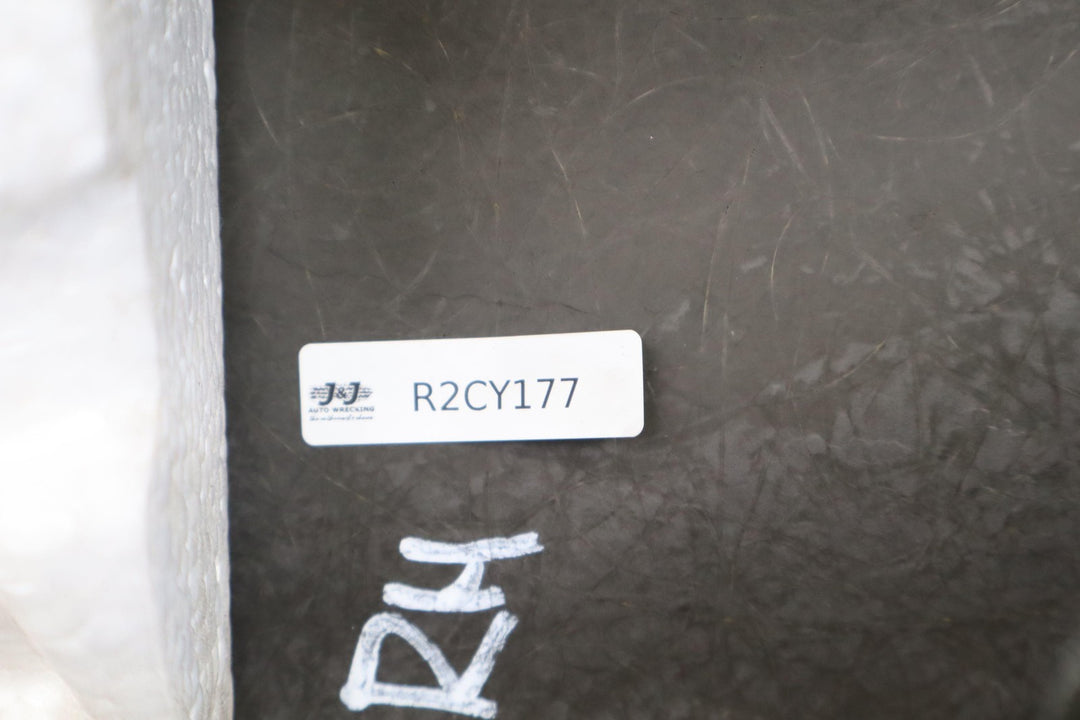 J&J
AUTO WRECKING
R2CY177
RH